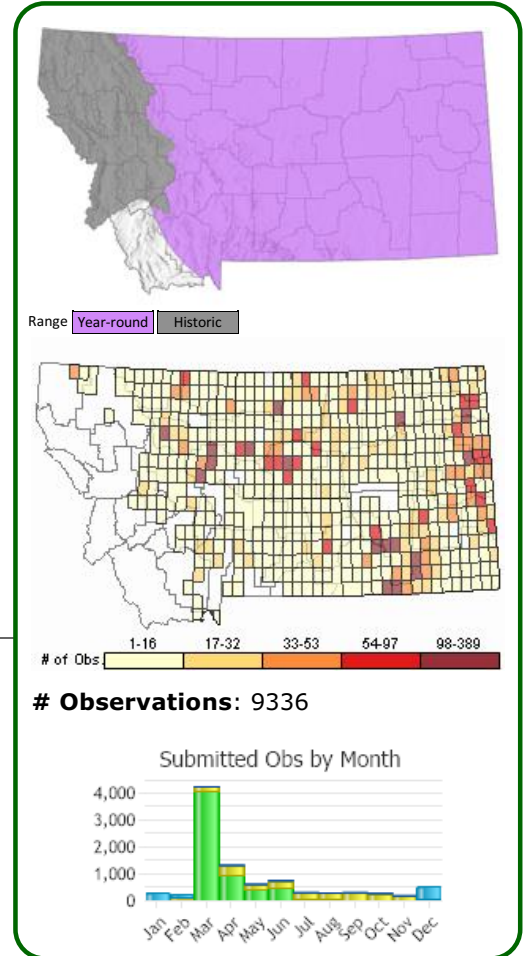 Range Year-round Historic
1-16 17-32 33-53 54-97 98-389
# of Obs.
# Observations: 9336
Submitted Obs by Month
4,000
3,000
2,000
1,000
0
Jan Feb Mar Apr May Jun Jul Aug Sep Oct Nov Dec